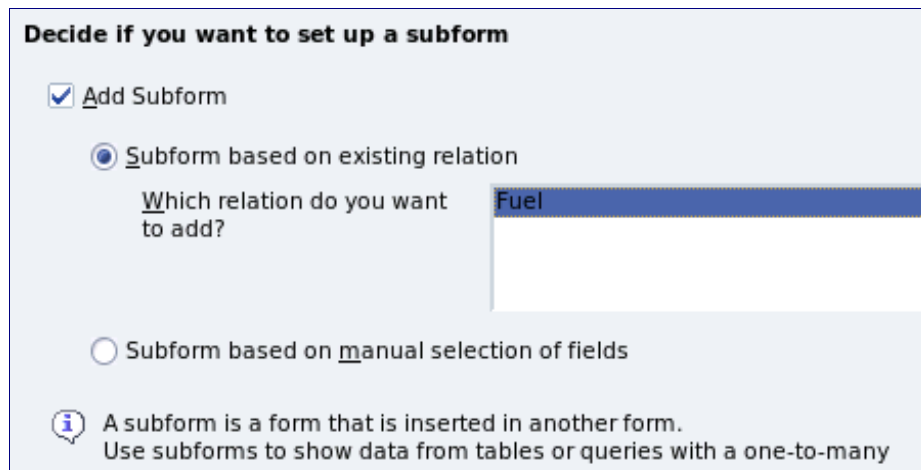 Decide if you want to set up a subform
Add Subform
Subform based on existing relation
Which relation do you want
to add?
Fuel
Subform based on manual selection of fields
A subform is a form that is inserted in another form.
Use subforms to show data from tables or queries with a one-to-many